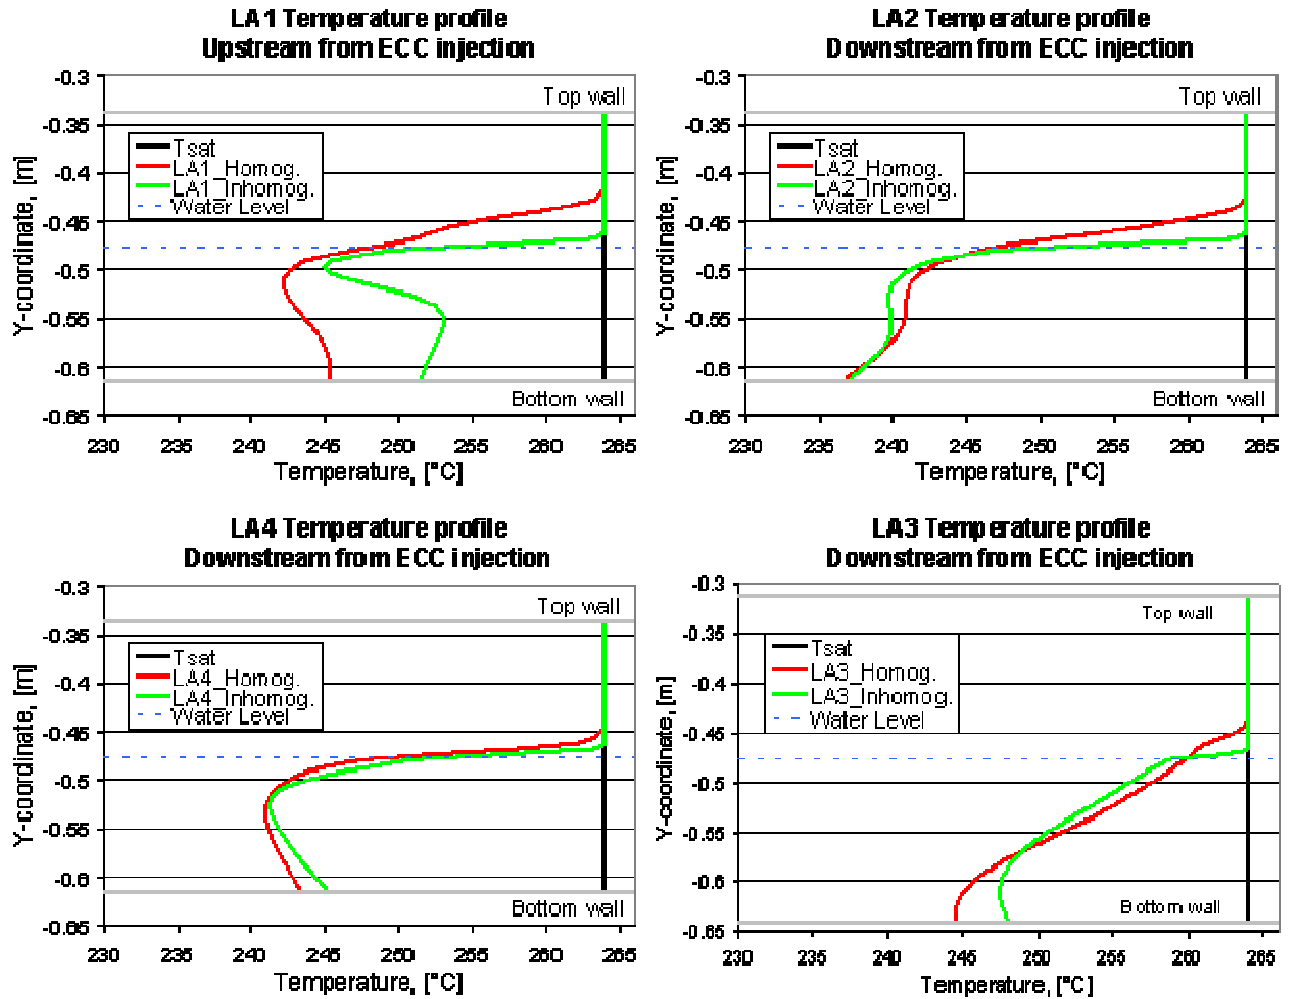 LA1 Temperature profile
Upstream from ECC injection
-0.3
-0.35
-0.4
-0.45
-0.5
-0.55
-0.6
-0.65
Y-coordinate, [m]
Top wall
Tsat
LA1_Homog.
LA1_Inhomog.
Water Level
Bottom wall
230 235 240 245 250 255 260 265
Temperature, [°C]
LA2 Temperature profile
Downstream from ECC injection
-0.3
-0.35
-0.4
-0.45
-0.5
-0.55
-0.6
-0.65
Y-coordinate, [m]
Top wall
Tsat
LA2_Homog.
LA2_Inhomog.
Water Level
Bottom wall
230 235 240 245 250 255 260 265
Temperature, [°C]
LA4 Temperature profile
Downstream from ECC injection
-0.3
-0.35
-0.4
-0.45
-0.5
-0.55
-0.6
-0.65
Y-coordinate, [m]
Top wall
Tsat
LA4_Homog.
LA4_Inhomog.
Water Level
Bottom wall
230 235 240 245 250 255 260 265
Temperature, [°C]
LA3 Temperature profile
Downstream from ECC injection
-0.3
-0.35
-0.4
-0.45
-0.5
-0.55
-0.6
-0.65
Y-coordinate, [m]
Top wall
Tsat
LA3_Homog.
LA3_Inhomog.
Water Level
Bottom wall
230 235 240 245 250 255 260 265
Temperature, [°C]